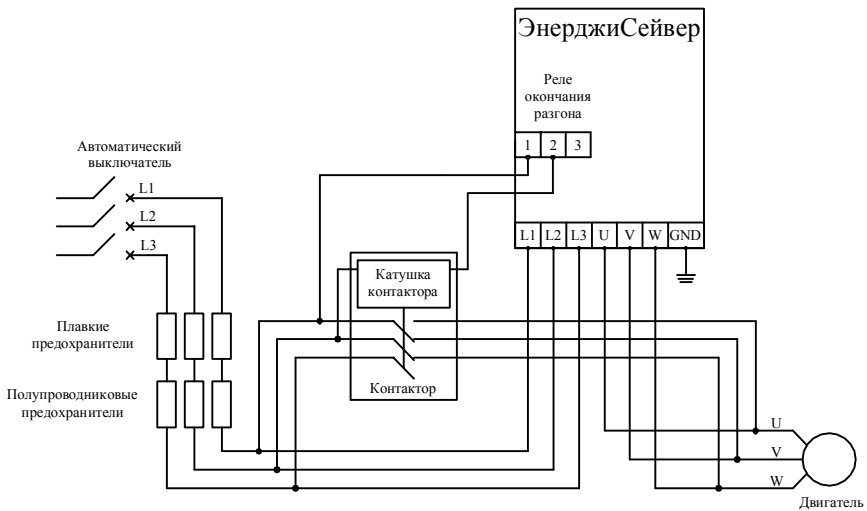 ЭнерджиСейвер
Реле
окончания
разгона
1 2 3
Автоматический
выключатель
L1
L2
L3
L1 L2 L3 U V W GND
Катушка
контактора
Плавкие
предохранители
Контактор
Полупроводниковые
предохранители
U
V
W
Двигатель